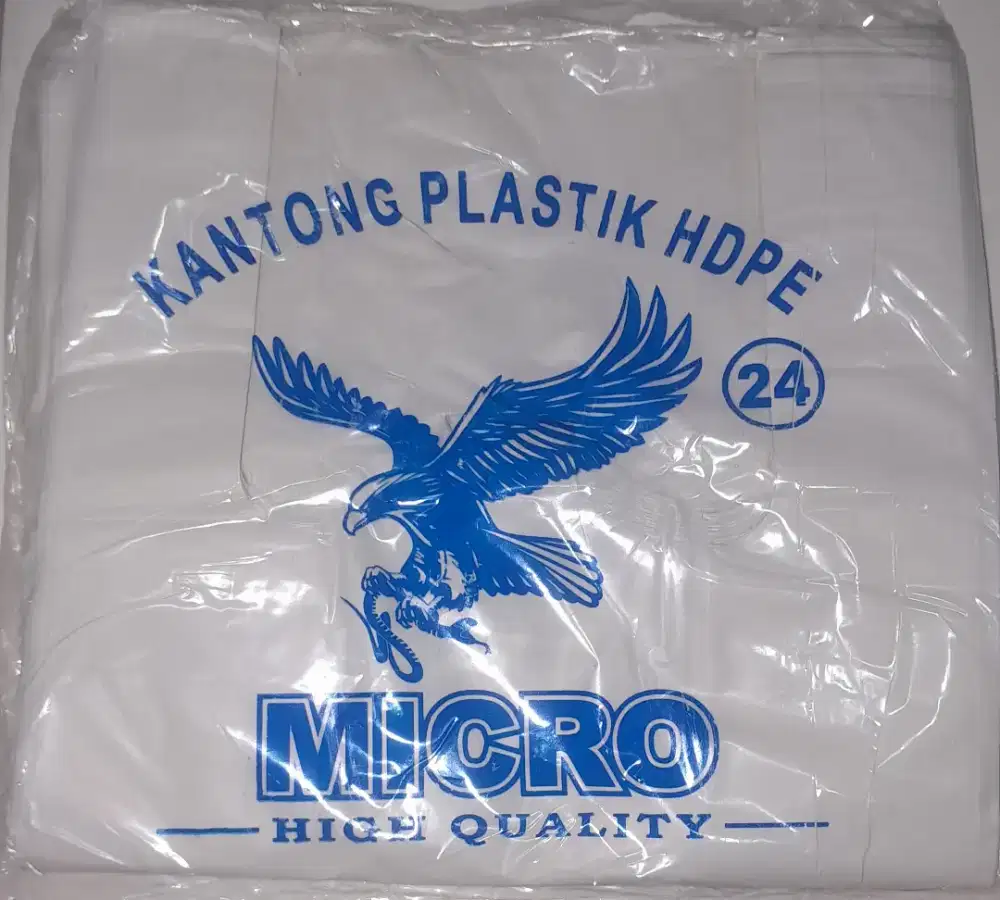 KANTONG PLASTIK HDPE
24
MICRO
HIGH QUALITY